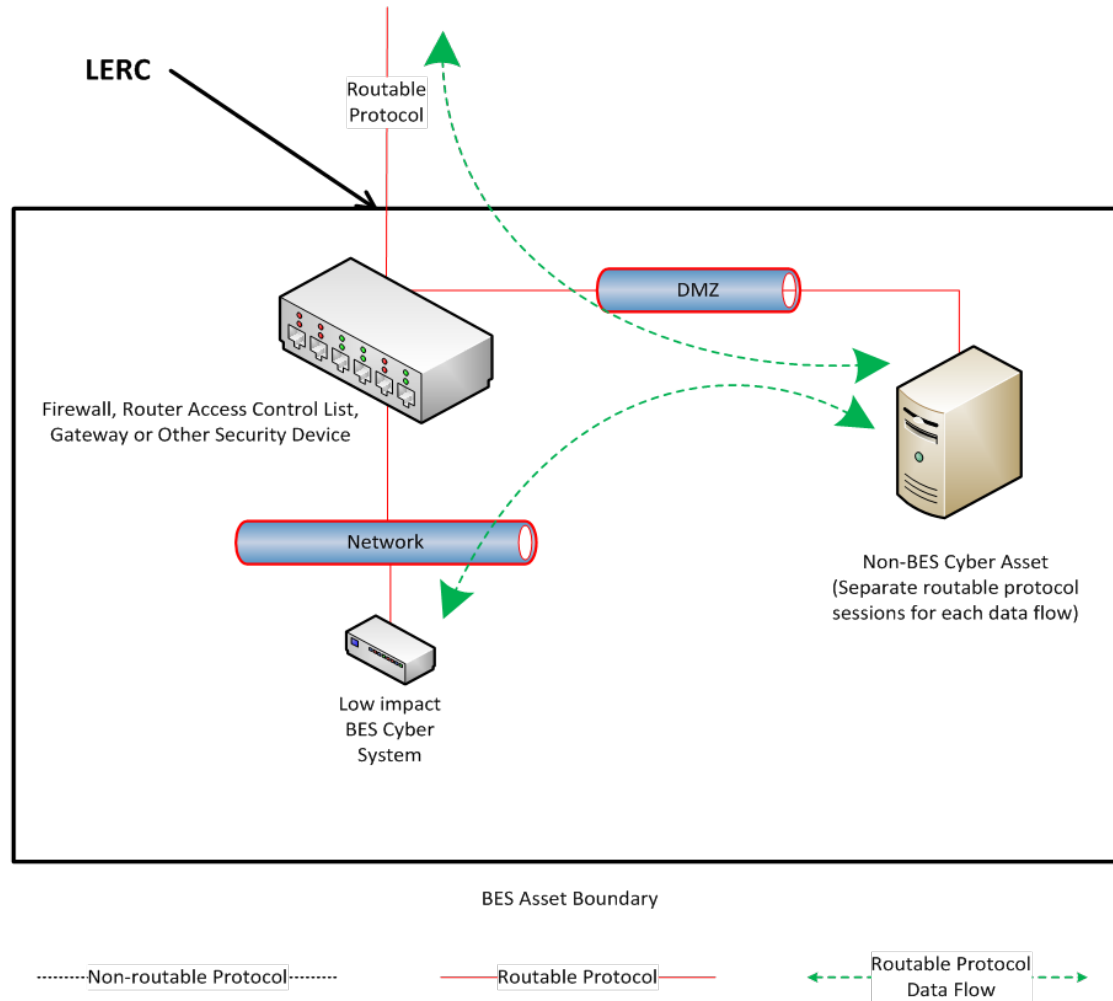 LERC
Routable
Protocol
DMZ
Firewall, Router Access Control List,
Gateway or Other Security Device
Network
Non-BES Cyber Asset
(Separate routable protocol
sessions for each data flow)
Low impact
BES Cyber
System
BES Asset Boundary
Non-routable Protocol
Routable Protocol
Routable Protocol
Data Flow